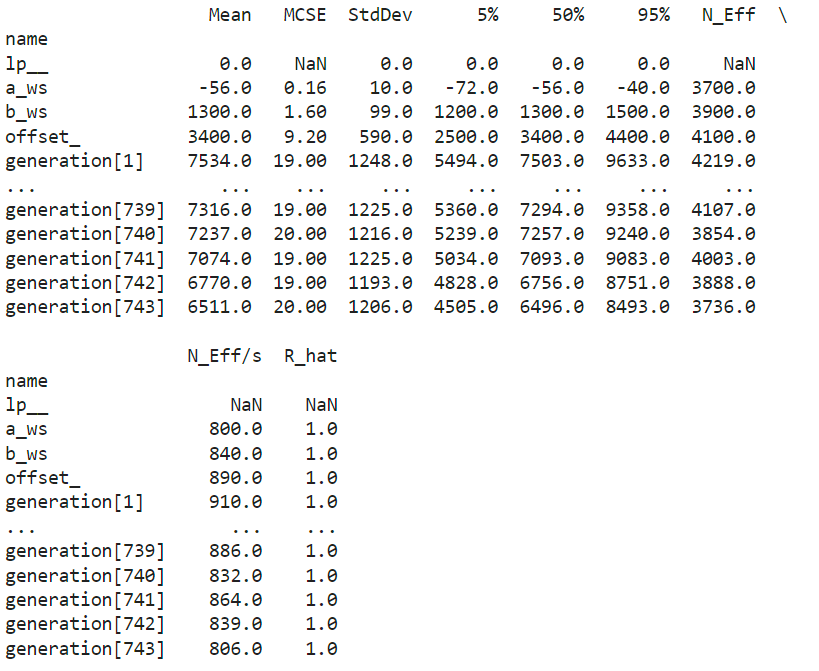 Mean   MCSE  StdDev      5%     50%     95%   N_Eff  \
name
lp__                0.0    NaN     0.0     0.0     0.0     0.0     NaN
a_ws              -56.0   0.16    10.0   -72.0   -56.0   -40.0  3700.0
b_ws             1300.0   1.60    99.0  1200.0  1300.0  1500.0  3900.0
offset_          3400.0   9.20   590.0  2500.0  3400.0  4400.0  4100.0
generation[1]    7534.0  19.00  1248.0  5494.0  7503.0  9633.0  4219.0
...                 ...    ...     ...     ...     ...     ...     ...
generation[739]  7316.0  19.00  1225.0  5360.0  7294.0  9358.0  4107.0
generation[740]  7237.0  20.00  1216.0  5239.0  7257.0  9240.0  3854.0
generation[741]  7074.0  19.00  1225.0  5034.0  7093.0  9083.0  4003.0
generation[742]  6770.0  19.00  1193.0  4828.0  6756.0  8751.0  3888.0
generation[743]  6511.0  20.00  1206.0  4505.0  6496.0  8493.0  3736.0

                 N_Eff/s  R_hat
name
lp__                 NaN    NaN
a_ws               800.0    1.0
b_ws               840.0    1.0
offset_            890.0    1.0
generation[1]      910.0    1.0
...                  ...    ...
generation[739]    886.0    1.0
generation[740]    832.0    1.0
generation[741]    864.0    1.0
generation[742]    839.0    1.0
generation[743]    806.0    1.0